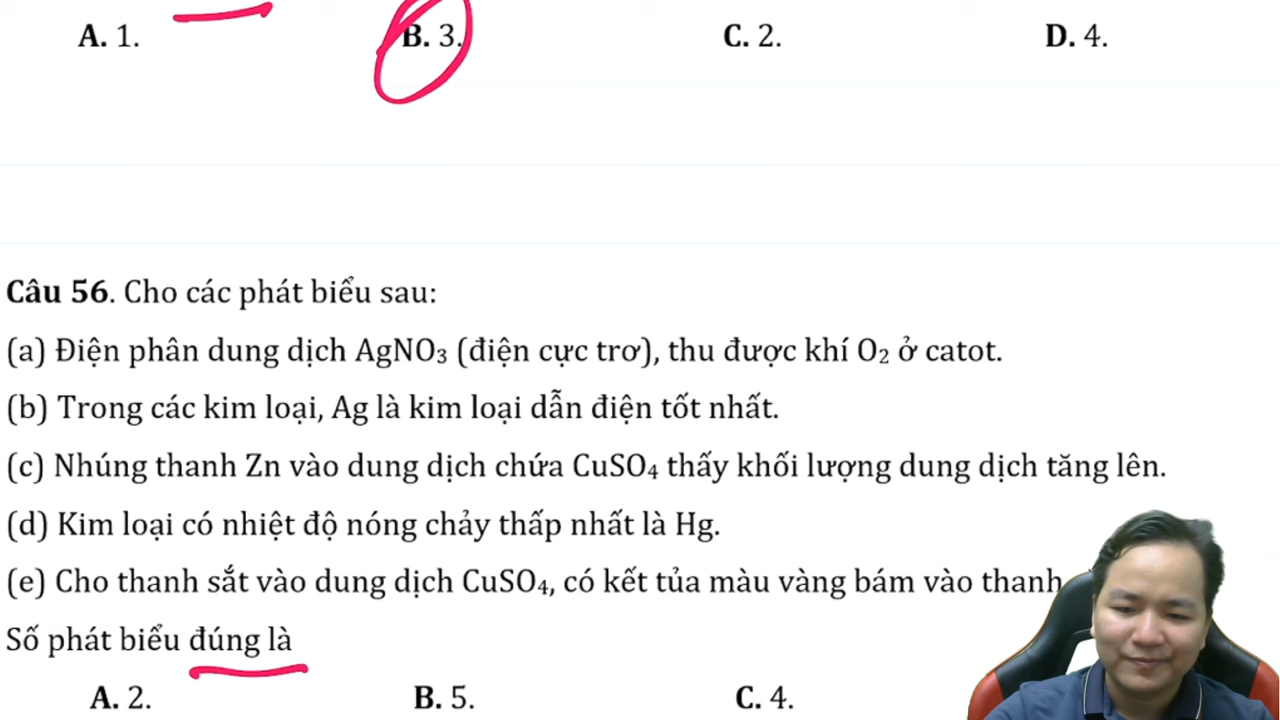 A. 1. B. 3. C. 2. D. 4.
Câu 56. Cho các phát biểu sau:
(a) Điện phân dung dịch AgNO₃ (điện cực trơ), thu được khí O₂ ở catot.
(b) Trong các kim loại, Ag là kim loại dẫn điện tốt nhất.
(c) Nhúng thanh Zn vào dung dịch chứa CuSO₄ thấy khối lượng dung dịch tăng lên.
(d) Kim loại có nhiệt độ nóng chảy thấp nhất là Hg.
(e) Cho thanh sắt vào dung dịch CuSO₄, có kết tủa màu vàng bám vào thanh
Số phát biểu đúng là
A. 2. B. 5. C. 4.